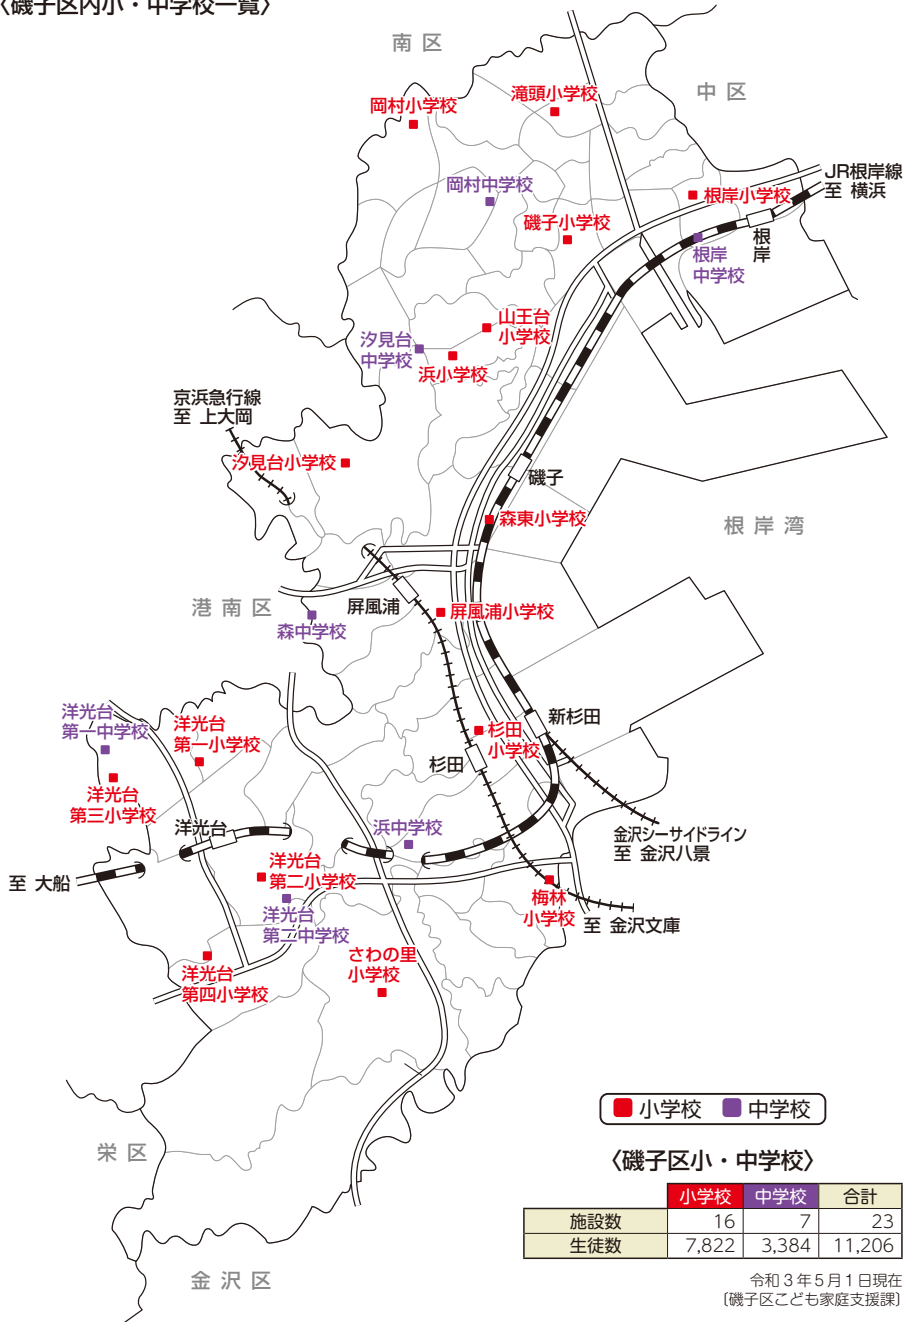 〈磯子区内小・中学校一覧〉
南区
中区
滝頭小学校
岡村小学校
JR根岸線
至 横浜
岡村中学校
根岸小学校
磯子小学校
根岸
根岸
中学校
山王台
小学校
汐見台
中学校
浜小学校
京浜急行線
至 上大岡
汐見台小学校
磯子
森東小学校
根岸湾
港南区
屏風浦
屏風浦小学校
森中学校
洋光台
第一中学校
洋光台
第一小学校
新杉田
杉田
小学校
杉田
洋光台
第三小学校
洋光台
浜中学校
金沢シーサイドライン
至 金沢八景
至 大船
洋光台
第二小学校
梅林
小学校
洋光台
第二中学校
至 金沢文庫
さわの里
小学校
洋光台
第四小学校
小学校 中学校
栄区
〈磯子区小・中学校〉
小学校 中学校 合計
施設数 16 7 23
生徒数 7,822 3,384 11,206
金沢区
令和3年5月1日現在
〔磯子区こども家庭支援課〕